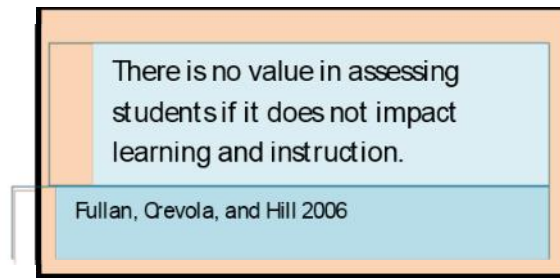 There is no value in assessing
students if it does not impact
learning and instruction.
Fullan, Crevola, and Hill 2006